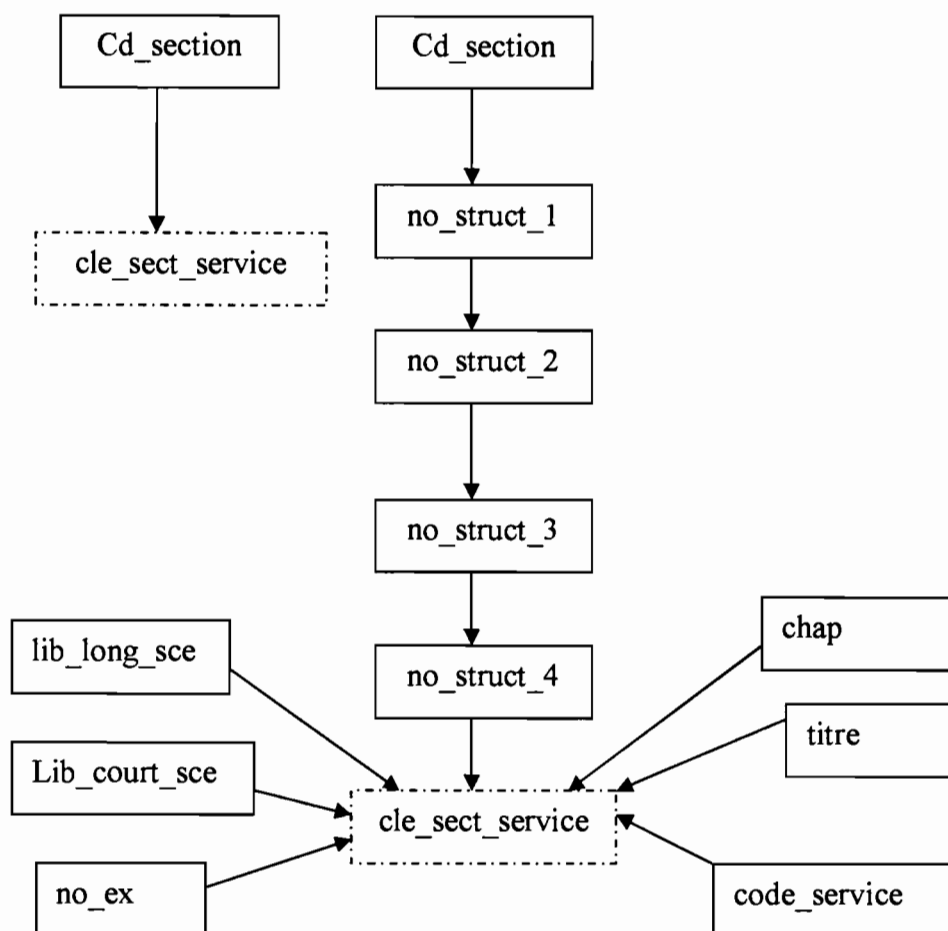 Cd_section
Cd_section
cle_sect_service
no_struct_1
no_struct_2
no_struct_3
no_struct_4
lib_long_sce
Lib_court_sce
no_ex
chap
titre
code_service
cle_sect_service